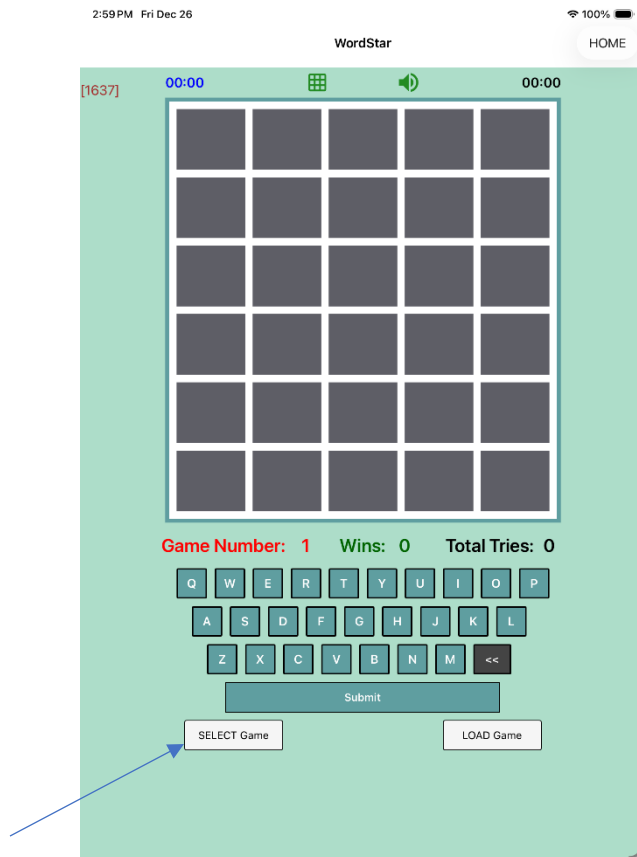 2:59 PM Fri Dec 26 100%
WordStar HOME
[1637] 00:00 00:00
Game Number: 1 Wins: 0 Total Tries: 0
Q W E R T Y U I O P
A S D F G H J K L
Z X C V B N M <<
Submit
SELECT Game LOAD Game